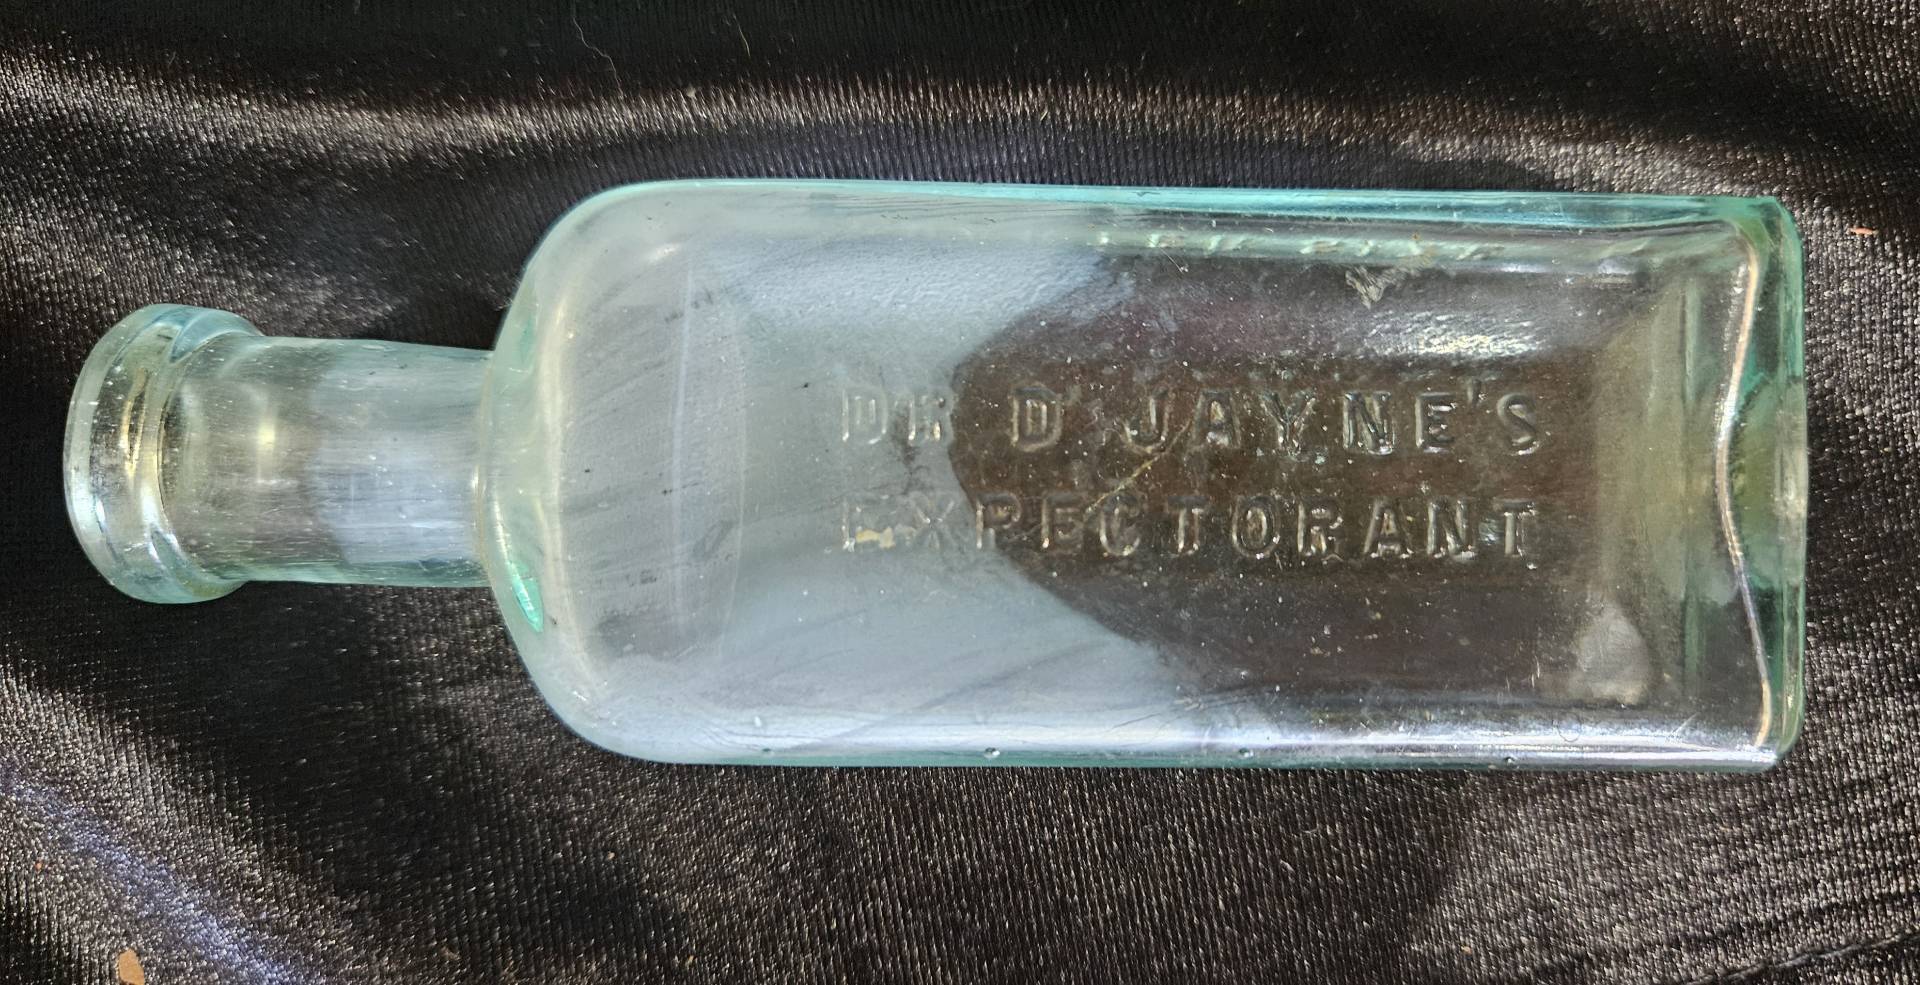 DR D JAYNE'S
EXPECTORANT